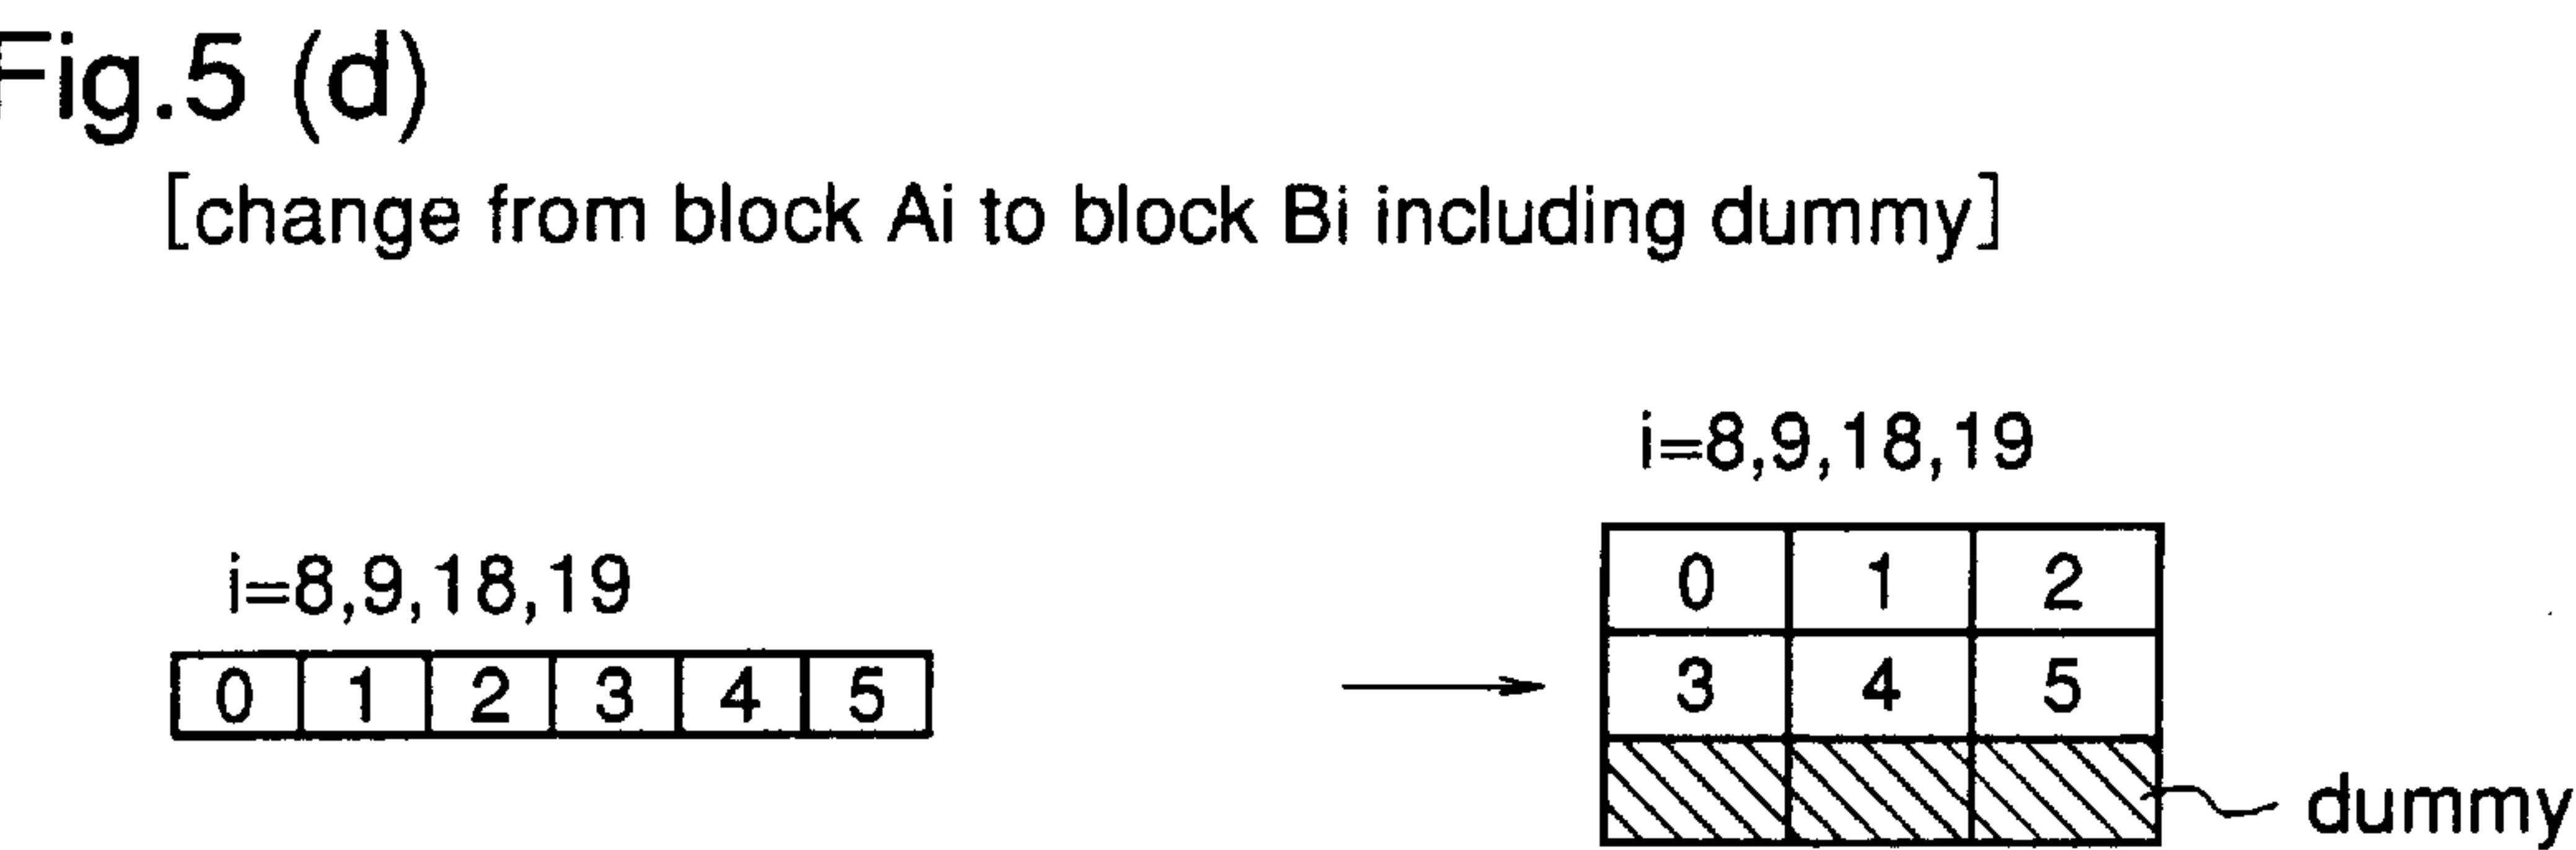 Fig.5 (d)
[change from block Ai to block Bi including dummy]
i=8,9,18,19
0 1 2 3 4 5
i=8,9,18,19
0 1 2
3 4 5
dummy